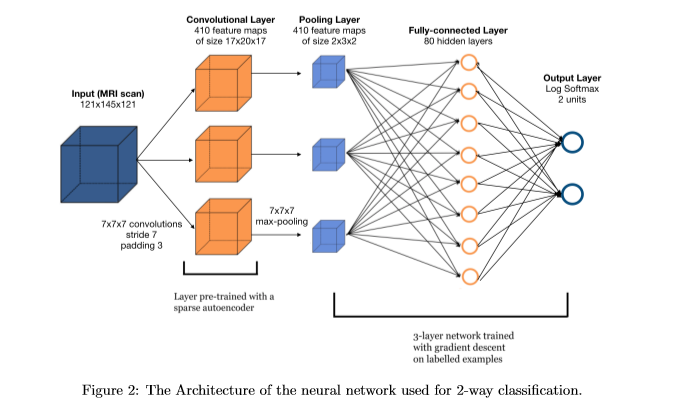 Convolutional Layer
410 feature maps
of size 17x20x17
Pooling Layer
410 feature maps
of size 2x3x2
Fully-connected Layer
80 hidden layers
Output Layer
Log Softmax
2 units
Input (MRI scan)
121x145x121
7x7x7 convolutions
stride 7
padding 3
7x7x7
max-pooling
Layer pre-trained with a
sparse autoencoder
3-layer network trained
with gradient descent
on labelled examples
Figure 2: The Architecture of the neural network used for 2-way classification.